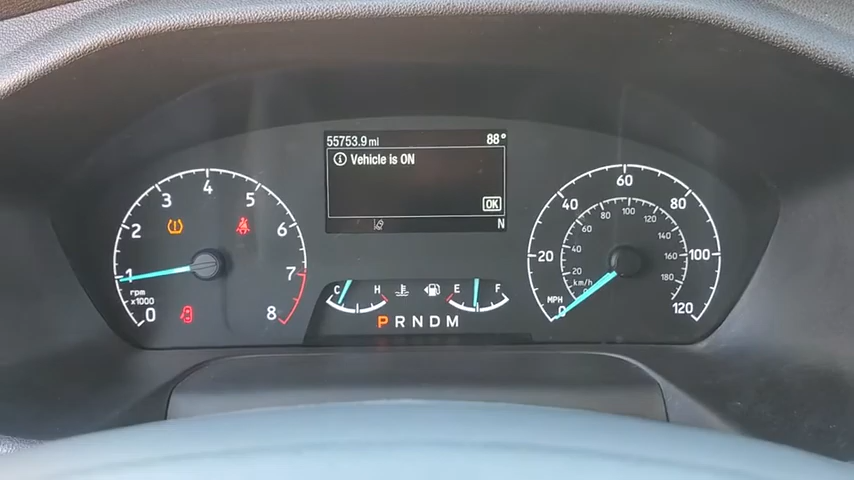 55753.9 mi 88°
Vehicle is ON
OK
N
0 1 2 3 4 5 6 7 8
rpm
x1000
C H
E F
P R N D M
0 20 40 60 80 100 120
MPH
20 40 60 80 100 120 140 160 180
km/h